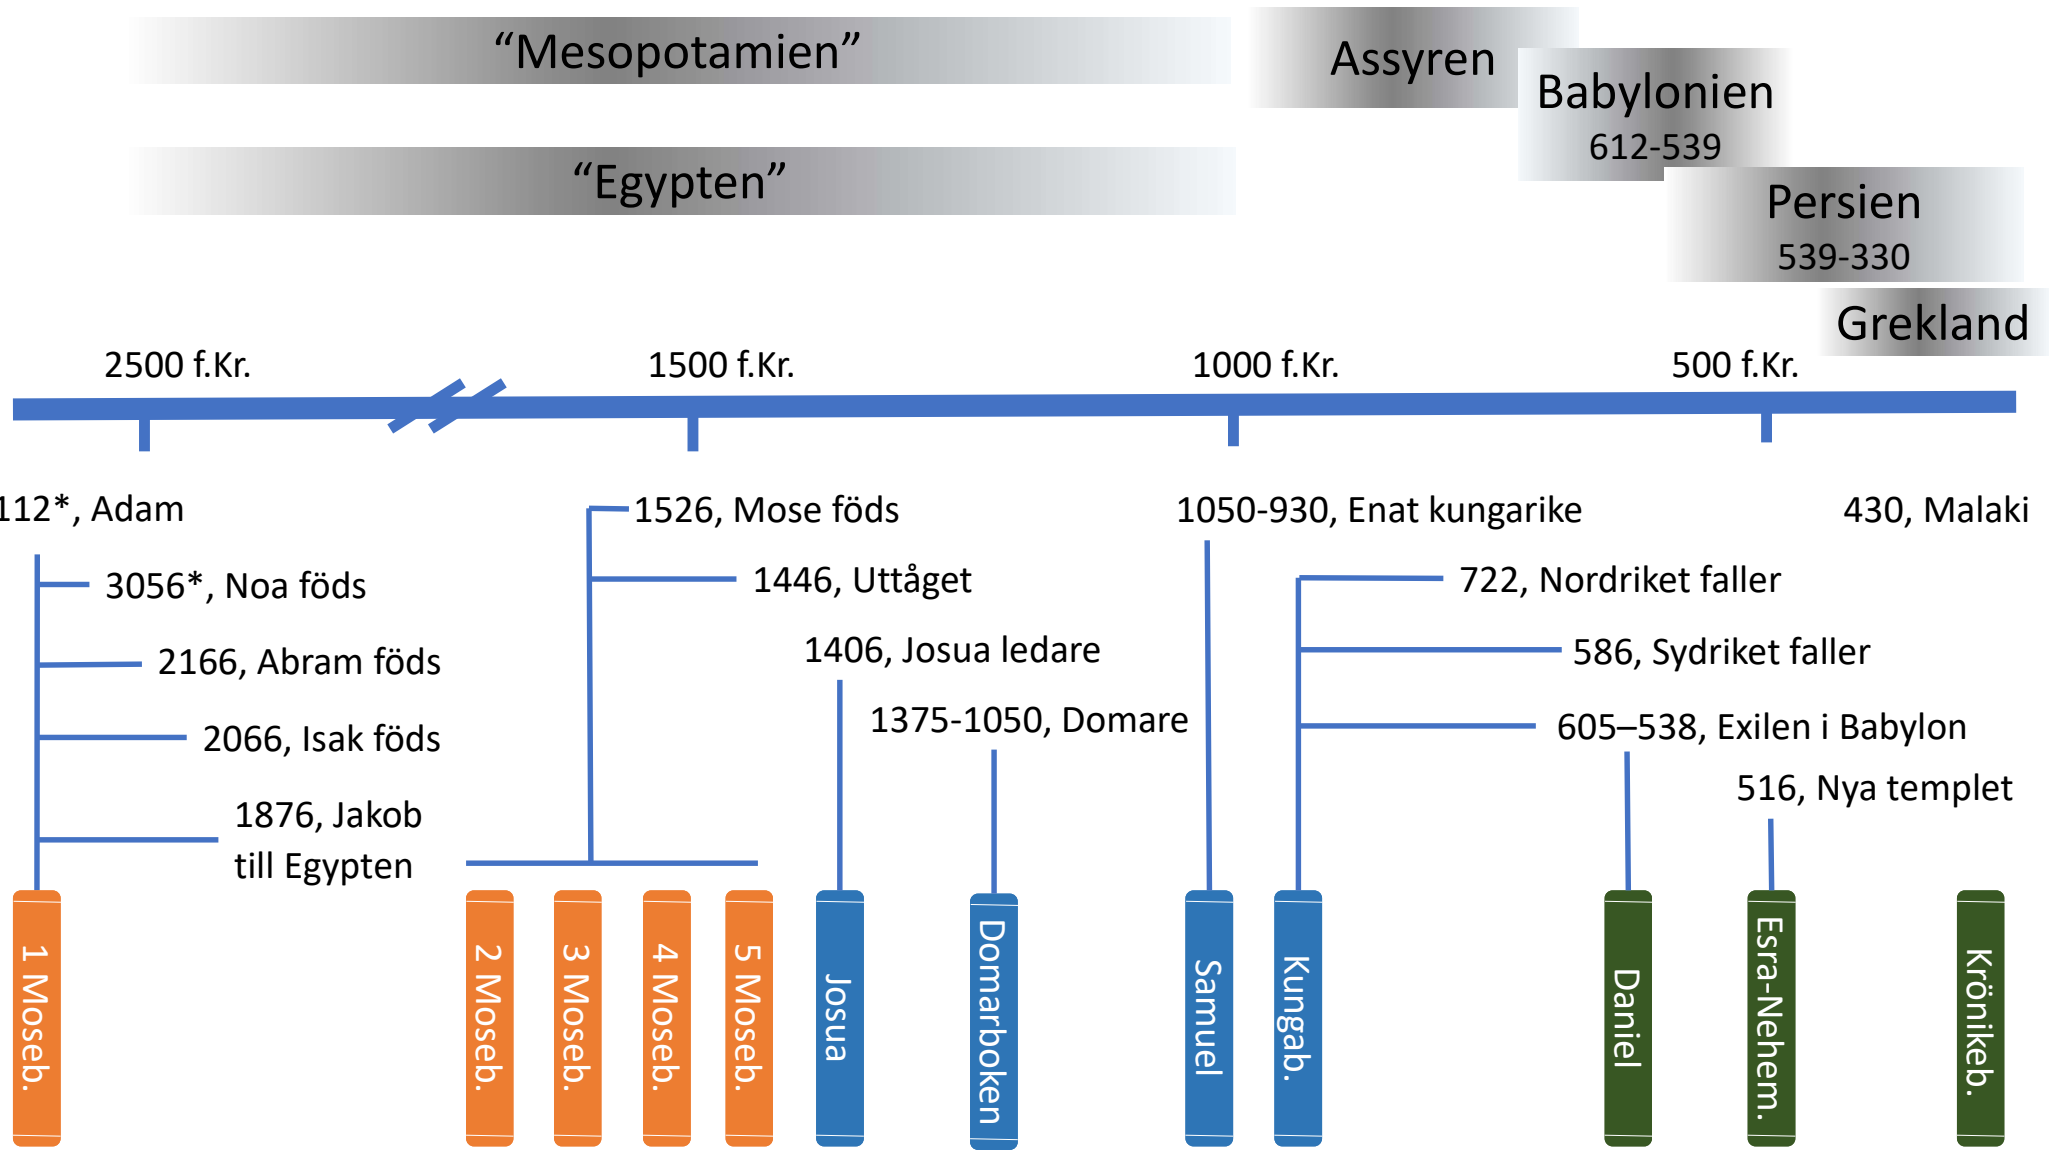 “Mesopotamien”
Assyren
Babylonien
612-539
“Egypten”
Persien
539-330
Grekland
2500 f.Kr.
1500 f.Kr.
1000 f.Kr.
500 f.Kr.
112*, Adam
1526, Mose föds
1050-930, Enat kungarike
430, Malaki
3056*, Noa föds
1446, Uttåget
722, Nordriket faller
2166, Abram föds
1406, Josua ledare
586, Sydriket faller
2066, Isak föds
1375-1050, Domare
605–538, Exilen i Babylon
516, Nya templet
1876, Jakob
till Egypten
1 Moseb.
2 Moseb.
3 Moseb.
4 Moseb.
5 Moseb.
Josua
Domarboken
Samuel
Kungab.
Daniel
Esra-Nehem.
Krönikeb.